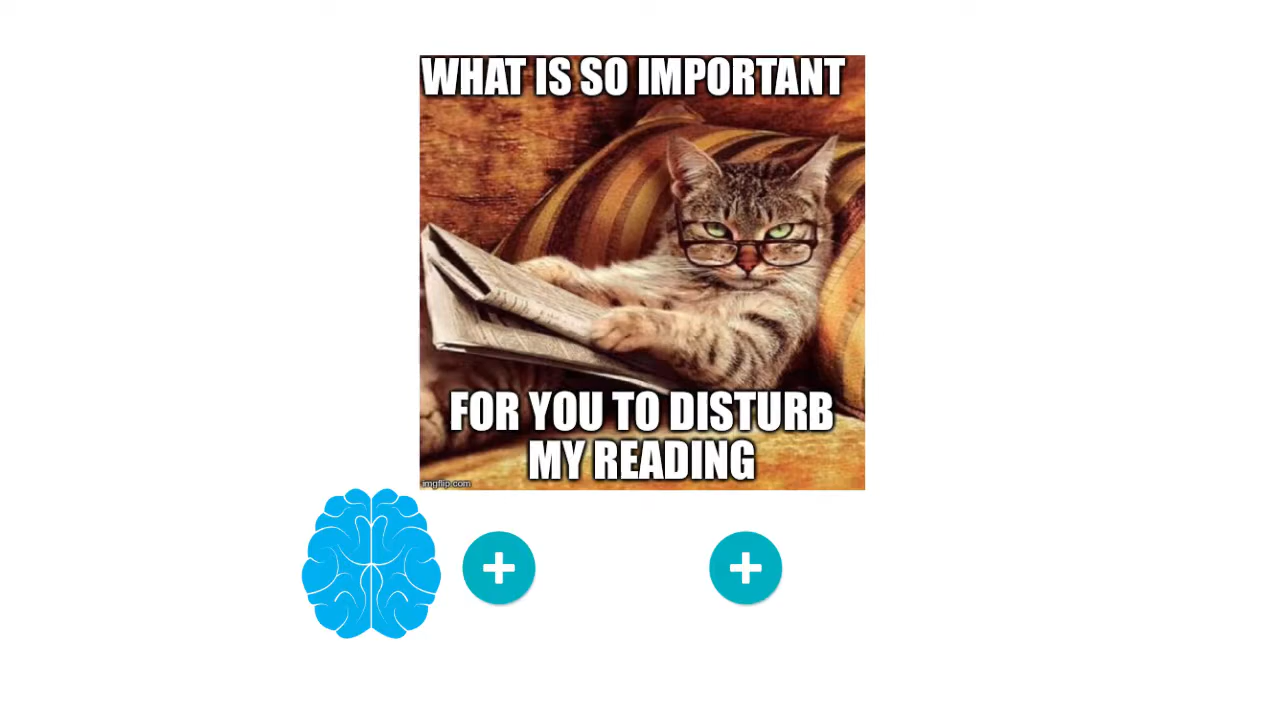 WHAT IS SO IMPORTANT
FOR YOU TO DISTURB
MY READING
imgflip.com